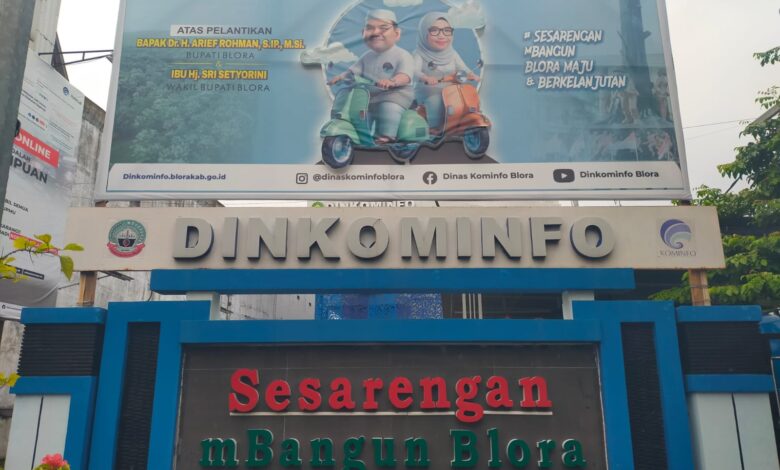 ATAS PELANTIKAN
BAPAK Dr. H. ARIEF ROHMAN, S.IP., M.Si.
BUPATI BLORA
&
IBU Hj. SRI SETYORINI
WAKIL BUPATI BLORA
# SESARENGAN
MBANGUN
BLORA MAJU
& BERKELANJUTAN
Dinkominfo.blorakab.go.id
@dinaskominfoblora
Dinas Kominfo Blora
Dinkominfo Blora
ONLINE
DINKOMINFO
DINKOMINFO
KOMINFO
Sesarengan
mBangun Blora